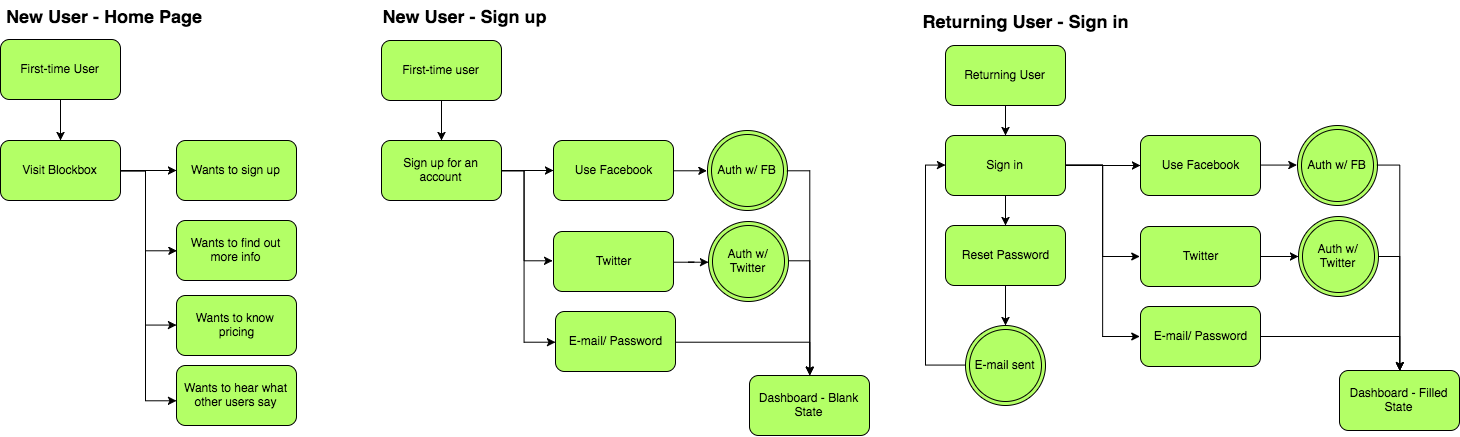 New User - Home Page
First-time User
Visit Blockbox
Wants to sign up
Wants to find out
more info
Wants to know
pricing
Wants to hear what
other users say
New User - Sign up
First-time user
Sign up for an
account
Use Facebook
Auth w/ FB
Twitter
Auth w/
Twitter
E-mail/ Password
Dashboard - Blank
State
Returning User - Sign in
Returning User
Sign in
Use Facebook
Auth w/ FB
Reset Password
Twitter
Auth w/
Twitter
E-mail/ Password
E-mail sent
Dashboard - Filled
State